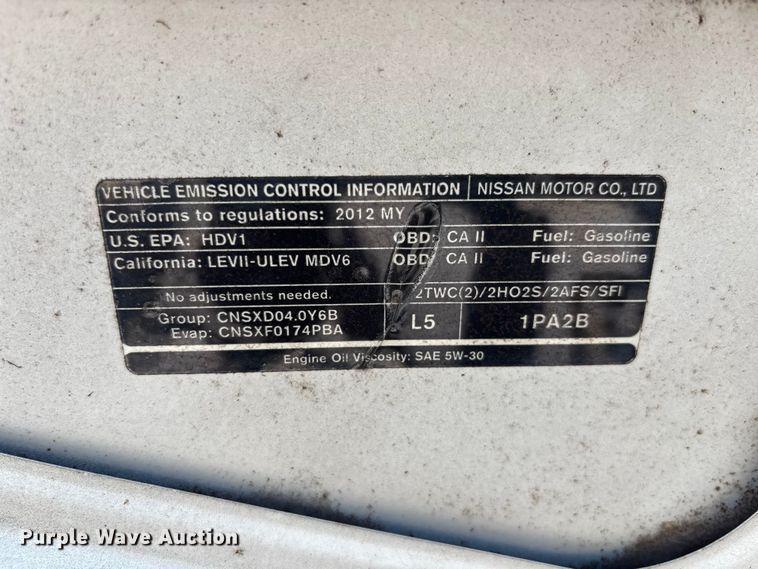 VEHICLE EMISSION CONTROL INFORMATION NISSAN MOTOR CO., LTD
Conforms to regulations: 2012 MY
U.S. EPA: HDV1 OBD: CA II Fuel: Gasoline
California: LEVII-ULEV MDV6 OBD: CA II Fuel: Gasoline
No adjustments needed. 2TWC(2)/2HO2S/2AFS/SFI
Group: CNSXD04.0Y6B
Evap: CNSXF0174PBA L5 1PA2B
Engine Oil Viscosity: SAE 5W-30
Purple Wave Auction